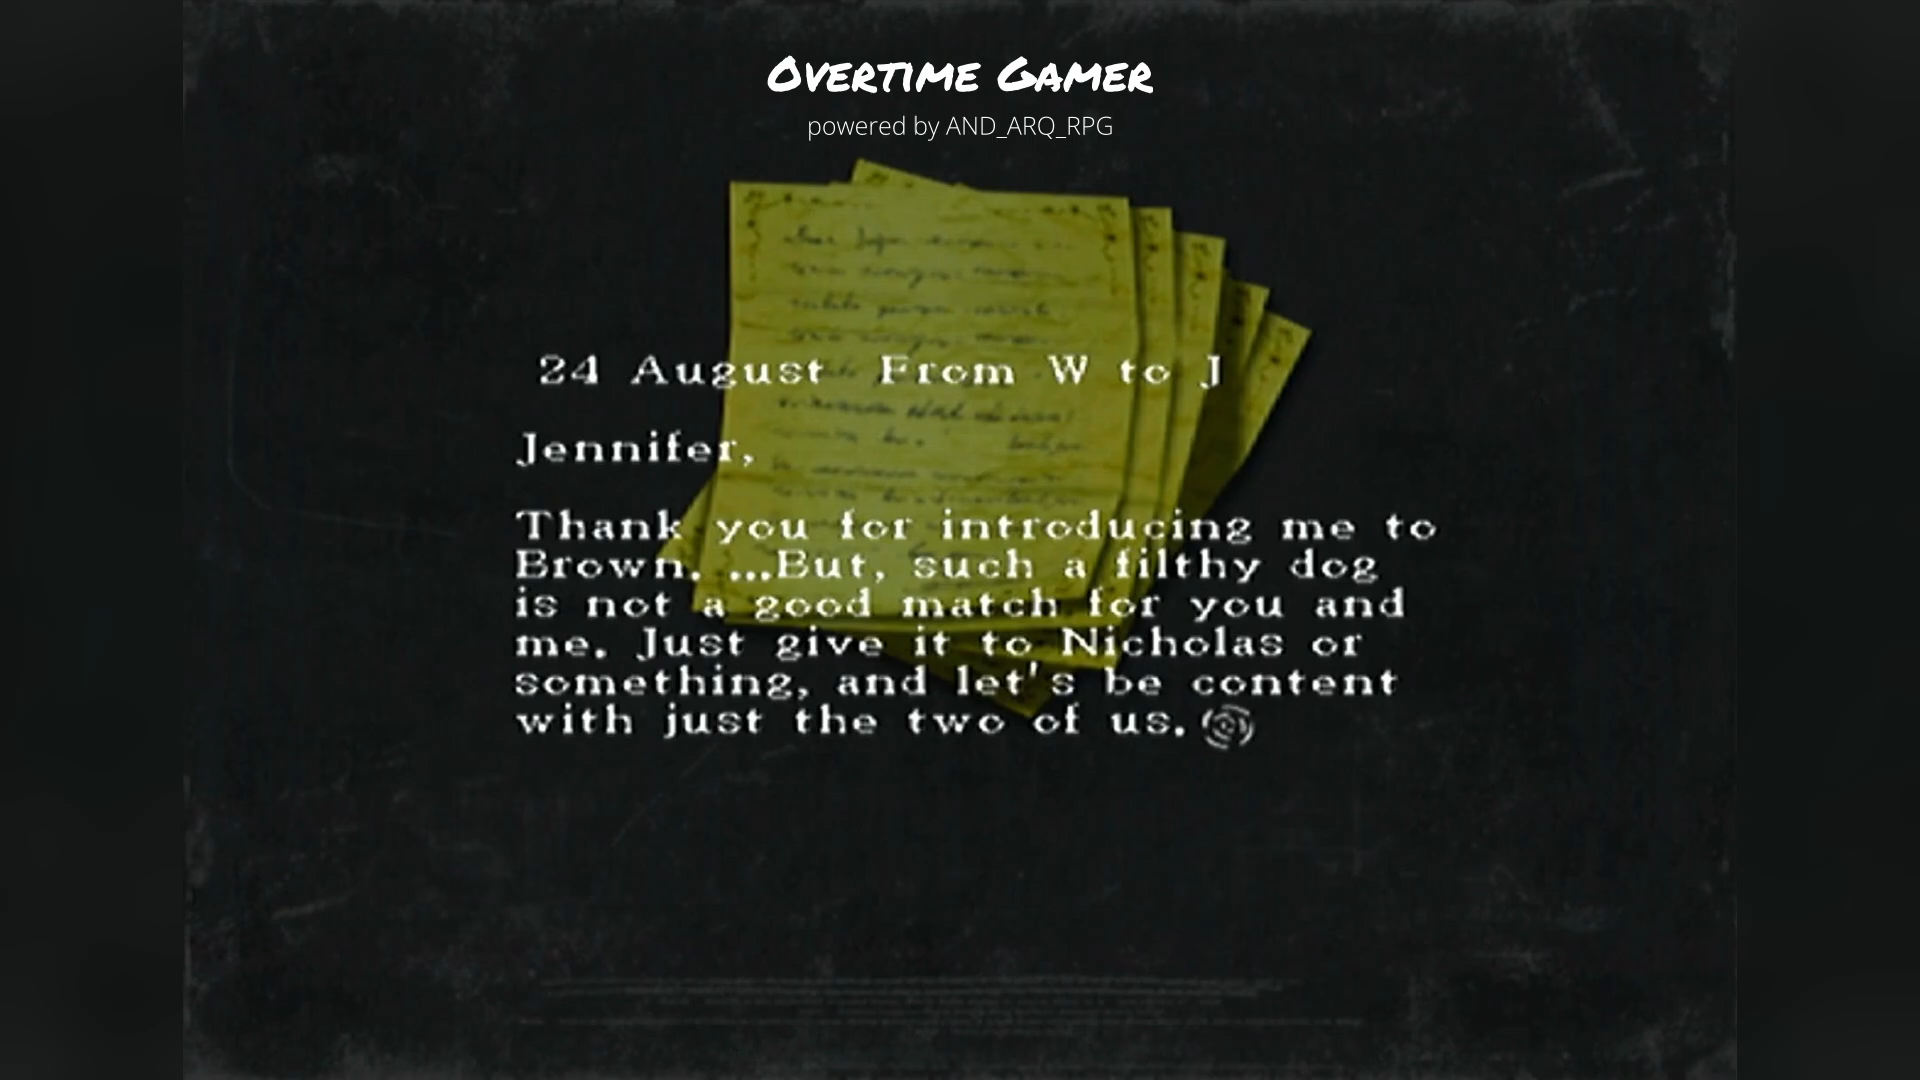 OVERTIME GAMER
powered by AND_ARQ_RPG
24 August From W to J
Jennifer,
Thank you for introducing me to
Brown. ...But, such a filthy dog
is not a good match for you and
me. Just give it to Nicholas or
something, and let's be content
with just the two of us.